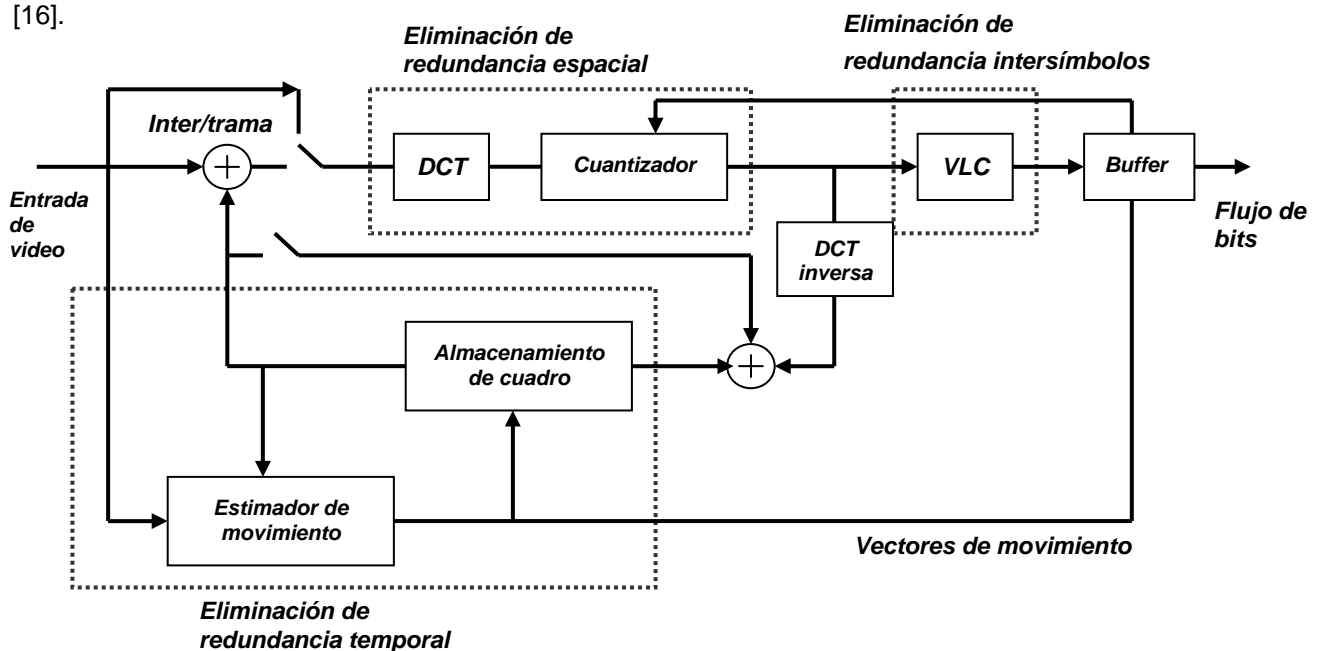 [16].
Eliminación de
redundancia espacial
Eliminación de
redundancia intersímbolos
Inter/trama
DCT
Cuantizador
VLC
Buffer
Entrada
de
video
Flujo de
bits
DCT
inversa
Almacenamiento
de cuadro
Estimador de
movimiento
Vectores de movimiento
Eliminación de
redundancia temporal